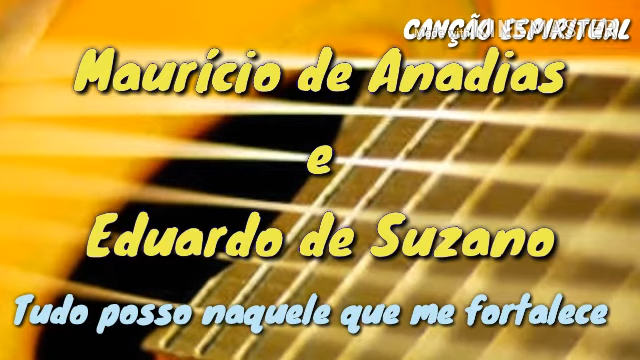 CANÇÃO ESPIRITUAL
Maurício de Anadias
e
Eduardo de Suzano
Tudo posso naquele que me fortalece